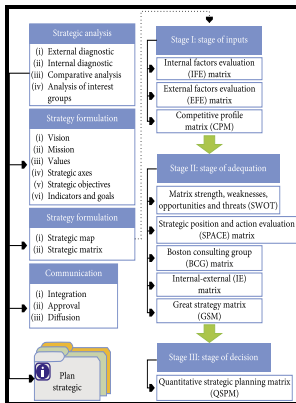 Strategic analysis
(i) External diagnostic
(ii) Internal diagnostic
(iii) Comparative analysis
(iv) Analysis of interest
groups
Strategy formulation
(i) Vision
(ii) Mission
(iii) Values
(iv) Strategic axes
(v) Strategic objectives
(vi) Indicators and goals
Strategy formulation
(i) Strategic map
(ii) Strategic matrix
Communication
(i) Integration
(ii) Approval
(iii) Diffusion
i
Plan
strategic
Stage I: stage of inputs
Internal factors evaluation
(IFE) matrix
External factors evaluation
(EFE) matrix
Competitive profile
matrix (CPM)
Stage II: stage of adequation
Matrix strength, weaknesses,
opportunities and threats (SWOT)
Strategic position and action evaluation
(SPACE) matrix
Boston consulting group
(BCG) matrix
Internal-external (IE)
matrix
Great strategy matrix
(GSM)
Stage III: stage of decision
Quantitative strategic planning matrix
(QSPM)